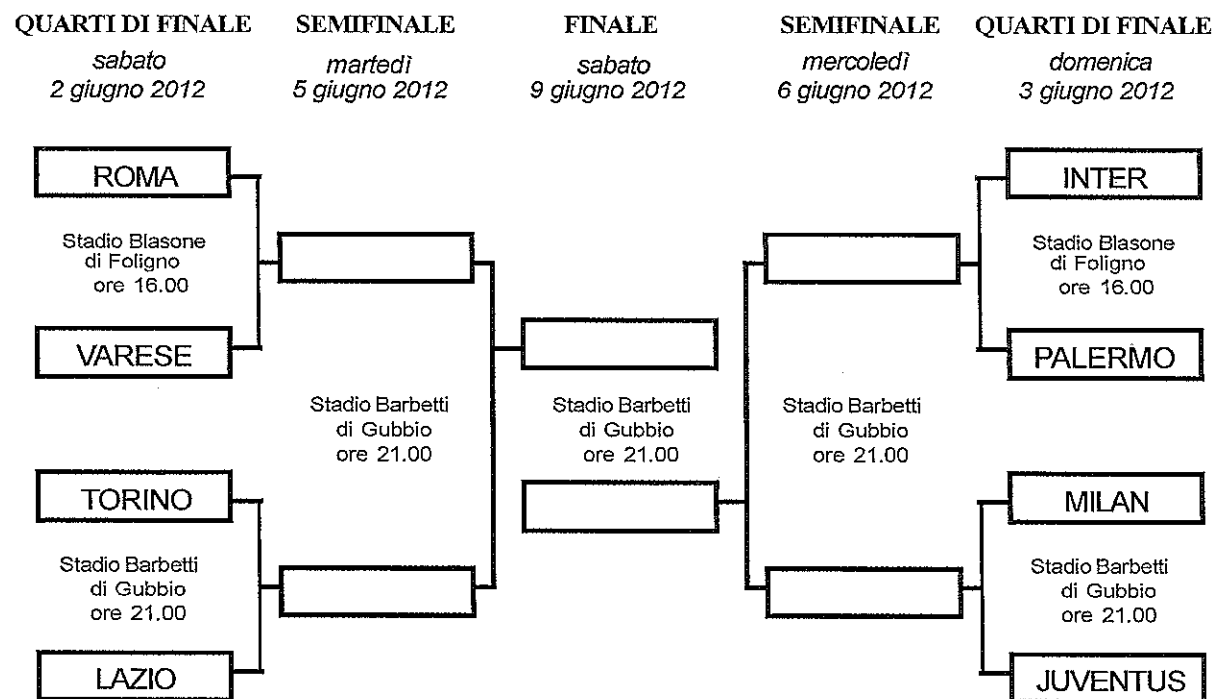 QUARTI DI FINALE
sabato
2 giugno 2012
SEMIFINALE
martedì
5 giugno 2012
FINALE
sabato
9 giugno 2012
SEMIFINALE
mercoledì
6 giugno 2012
QUARTI DI FINALE
domenica
3 giugno 2012
ROMA
Stadio Blasone
di Foligno
ore 16.00
VARESE
TORINO
Stadio Barbetti
di Gubbio
ore 21.00
LAZIO
Stadio Barbetti
di Gubbio
ore 21.00
Stadio Barbetti
di Gubbio
ore 21.00
Stadio Barbetti
di Gubbio
ore 21.00
INTER
Stadio Blasone
di Foligno
ore 16.00
PALERMO
MILAN
Stadio Barbetti
di Gubbio
ore 21.00
JUVENTUS